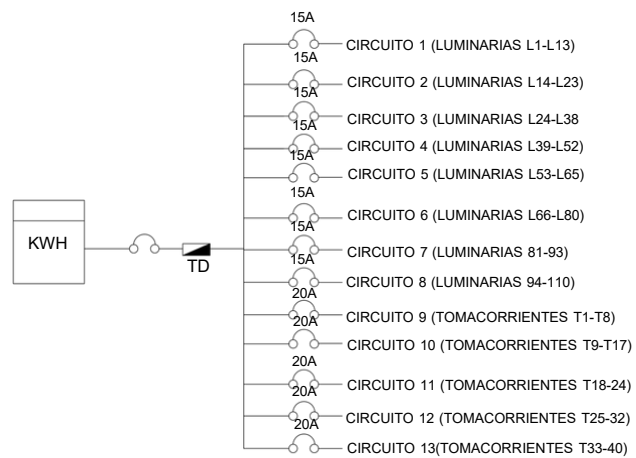 15A
CIRCUITO 1 (LUMINARIAS L1-L13)
15A
CIRCUITO 2 (LUMINARIAS L14-L23)
15A
CIRCUITO 3 (LUMINARIAS L24-L38
15A
CIRCUITO 4 (LUMINARIAS L39-L52)
15A
CIRCUITO 5 (LUMINARIAS L53-L65)
15A
CIRCUITO 6 (LUMINARIAS L66-L80)
15A
KWH
TD
CIRCUITO 7 (LUMINARIAS 81-93)
15A
CIRCUITO 8 (LUMINARIAS 94-110)
20A
CIRCUITO 9 (TOMACORRIENTES T1-T8)
20A
CIRCUITO 10 (TOMACORRIENTES T9-T17)
20A
CIRCUITO 11 (TOMACORRIENTES T18-24)
20A
CIRCUITO 12 (TOMACORRIENTES T25-32)
20A
CIRCUITO 13(TOMACORRIENTES T33-40)